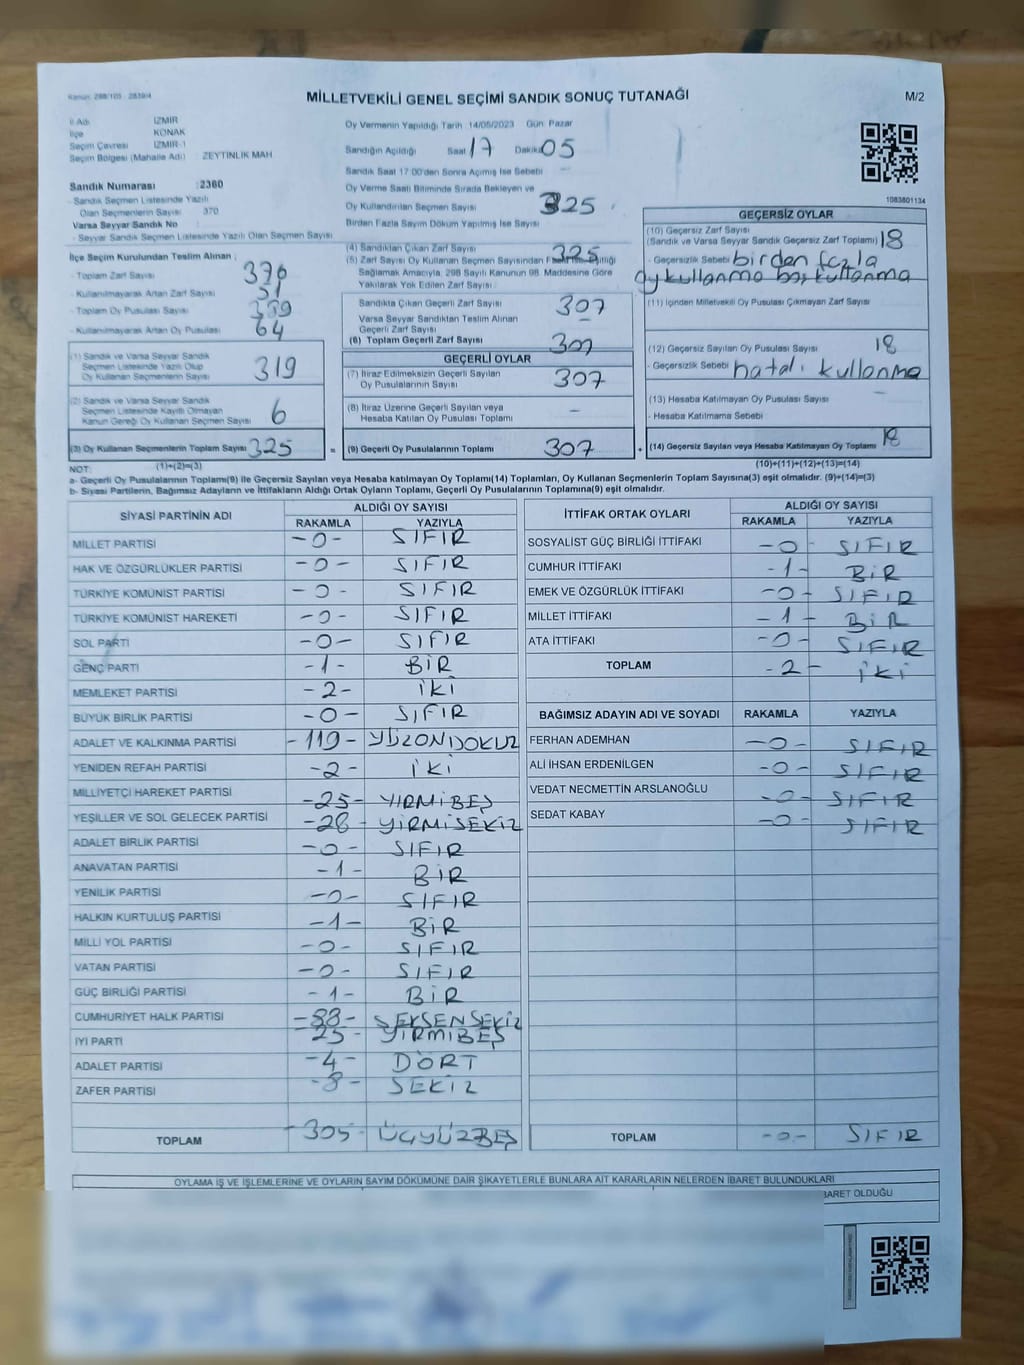 Kanun: 298/105 - 2839/4
MİLLETVEKİLİ GENEL SEÇİMİ SANDIK SONUÇ TUTANAĞI
M/2
İl Adı İZMİR
İlçe KONAK
Seçim Çevresi İZMİR-1
Seçim Bölgesi (Mahalle Adı) : ZEYTİNLİK MAH
Sandık Numarası : 2360
- Sandık Seçmen Listesinde Yazılı
Olan Seçmenlerin Sayısı : 370
Varsa Seyyar Sandık No :
- Seyyar Sandık Seçmen Listesinde Yazılı Olan Seçmen Sayısı
Oy Vermenin Yapıldığı Tarih :14/05/2023 Gün: Pazar
Sandığın Açıldığı Saat 17 Dakika 05
Sandık Saat 17:00'den Sonra Açılmış İse Sebebi
Oy Verme Saati Bitiminde Sırada Bekleyen ve
Oy Kullandırılan Seçmen Sayısı 325
Birden Fazla Sayım Döküm Yapılmış İse Sayısı
1083801134
İlçe Seçim Kurulundan Teslim Alınan ;
- Toplam Zarf Sayısı 376
- Kullanılmayarak Artan Zarf Sayısı 51
- Toplam Oy Pusulası Sayısı 389
- Kullanılmayarak Artan Oy Pusulası 64
(1) Sandık ve Varsa Seyyar Sandık
Seçmen Listesinde Yazılı Olup
Oy Kullanan Seçmenlerin Sayısı 319
(2) Sandık ve Varsa Seyyar Sandık
Seçmen Listesinde Kayıtlı Olmayan
Kanun Gereği Oy Kullanan Seçmen Sayısı 6
(3) Oy Kullanan Seçmenlerin Toplam Sayısı 325
(1)+(2)=(3)
(4) Sandıktan Çıkan Zarf Sayısı 325
(5) Zarf Sayısı Oy Kullanan Seçmen Sayısından Fazla İse, Eşitliği
Sağlamak Amacıyla, 298 Sayılı Kanunun 98. Maddesine Göre
Yakılarak Yok Edilen Zarf Sayısı
Sandıkta Çıkan Geçerli Zarf Sayısı 307
Varsa Seyyar Sandıktan Teslim Alınan
Geçerli Zarf Sayısı –
(6) Toplam Geçerli Zarf Sayısı 307
GEÇERLİ OYLAR
(7) İtiraz Edilmeksizin Geçerli Sayılan
Oy Pusulalarının Sayısı 307
(8) İtiraz Üzerine Geçerli Sayılan veya
Hesaba Katılan Oy Pusulası Toplamı –
= (9) Geçerli Oy Pusulalarının Toplamı 307 +
GEÇERSİZ OYLAR
(10) Geçersiz Zarf Sayısı
(Sandık ve Varsa Seyyar Sandık Geçersiz Zarf Toplamı) 18
- Geçersizlik Sebebi birden fazla
oy kullanma boş kullanma
(11) İçinden Milletvekili Oy Pusulası Çıkmayan Zarf Sayısı
(12) Geçersiz Sayılan Oy Pusulası Sayısı 18
- Geçersizlik Sebebi hatalı kullanma
(13) Hesaba Katılmayan Oy Pusulası Sayısı –
- Hesaba Katılmama Sebebi
(14) Geçersiz Sayılan veya Hesaba Katılmayan Oy Toplamı 18
(10)+(11)+(12)+(13)=(14)
NOT:
a- Geçerli Oy Pusulalarının Toplamı(9) ile Geçersiz Sayılan veya Hesaba katılmayan Oy Toplamı(14) Toplamları, Oy Kullanan Seçmenlerin Toplam Sayısına(3) eşit olmalıdır. (9)+(14)=(3)
b- Siyasi Partilerin, Bağımsız Adayların ve İttifakların Aldığı Ortak Oyların Toplamı, Geçerli Oy Pusulalarının Toplamına(9) eşit olmalıdır.
SİYASİ PARTİNİN ADI ALDIĞI OY SAYISI
RAKAMLA YAZIYLA
MİLLET PARTİSİ -0- SIFIR
HAK VE ÖZGÜRLÜKLER PARTİSİ -0- SIFIR
TÜRKİYE KOMÜNİST PARTİSİ -0- SIFIR
TÜRKİYE KOMÜNİST HAREKETİ -0- SIFIR
SOL PARTİ -0- SIFIR
GENÇ PARTİ -1- BİR
MEMLEKET PARTİSİ -2- İKİ
BÜYÜK BİRLİK PARTİSİ -0- SIFIR
ADALET VE KALKINMA PARTİSİ -119- YÜZONDOKUZ
YENİDEN REFAH PARTİSİ -2- İKİ
MİLLİYETÇİ HAREKET PARTİSİ -25- YİRMİBEŞ
YEŞİLLER VE SOL GELECEK PARTİSİ -28- YİRMİSEKİZ
ADALET BİRLİK PARTİSİ -0- SIFIR
ANAVATAN PARTİSİ -1- BİR
YENİLİK PARTİSİ -0- SIFIR
HALKIN KURTULUŞ PARTİSİ -1- BİR
MİLLİ YOL PARTİSİ -0- SIFIR
VATAN PARTİSİ -0- SIFIR
GÜÇ BİRLİĞİ PARTİSİ -1- BİR
CUMHURİYET HALK PARTİSİ -88- SEKSENSEKİZ
İYİ PARTİ 25- YİRMİBEŞ
ADALET PARTİSİ -4- DÖRT
ZAFER PARTİSİ -8- SEKİZ
TOPLAM -305- ÜÇYÜZBEŞ
İTTİFAK ORTAK OYLARI ALDIĞI OY SAYISI
RAKAMLA YAZIYLA
SOSYALİST GÜÇ BİRLİĞİ İTTİFAKI -0- SIFIR
CUMHUR İTTİFAKI -1- BİR
EMEK VE ÖZGÜRLÜK İTTİFAKI -0- SIFIR
MİLLET İTTİFAKI -1- BİR
ATA İTTİFAKI -0- SIFIR
TOPLAM -2- İKİ
BAĞIMSIZ ADAYIN ADI VE SOYADI RAKAMLA YAZIYLA
FERHAN ADEMHAN -0- SIFIR
ALİ İHSAN ERDENİLGEN -0- SIFIR
VEDAT NECMETTİN ARSLANOĞLU -0- SIFIR
SEDAT KABAY -0- SIFIR
TOPLAM -0- SIFIR
OYLAMA İŞ VE İŞLEMLERİNE VE OYLARIN SAYIM DÖKÜMÜNE DAİR ŞİKAYETLERLE BUNLARA AİT KARARLARIN NELERDEN İBARET BULUNDUKLARI
İBARET OLDUĞU